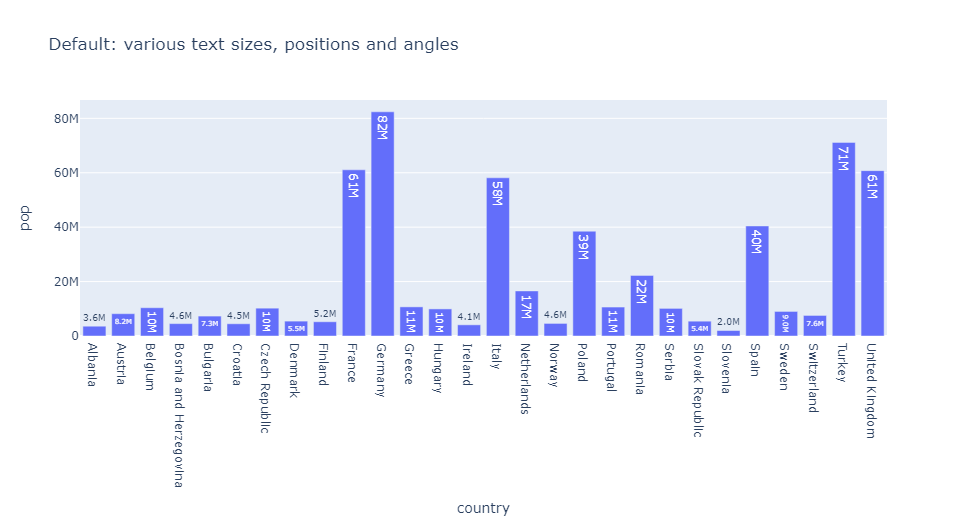 Default: various text sizes, positions and angles
pop
80M
60M
40M
20M
0
3.6M
8.2M
10M
4.6M
7.3M
4.5M
10M
5.5M
5.2M
61M
82M
11M
10M
4.1M
58M
17M
4.6M
39M
11M
22M
10M
5.4M
2.0M
40M
9.0M
7.6M
71M
61M
Albania
Austria
Belgium
Bosnia and Herzegovina
Bulgaria
Croatia
Czech Republic
Denmark
Finland
France
Germany
Greece
Hungary
Ireland
Italy
Netherlands
Norway
Poland
Portugal
Romania
Serbia
Slovak Republic
Slovenia
Spain
Sweden
Switzerland
Turkey
United Kingdom
country